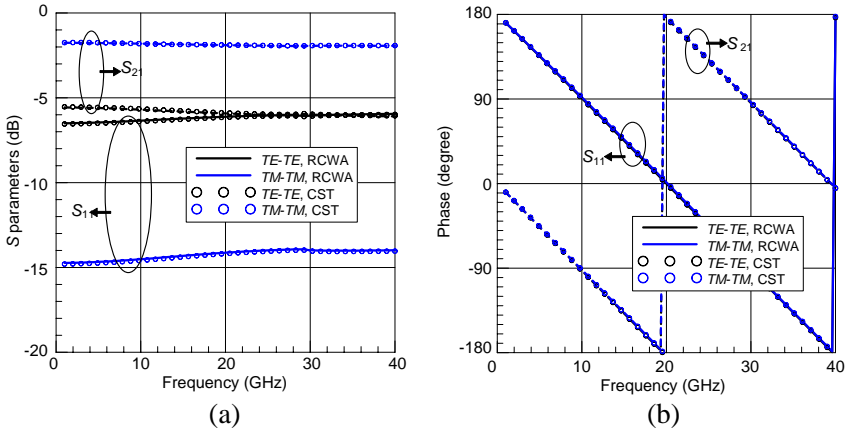 0
-5
-10
-15
-20
S parameters (dB)
S21
S11
TE-TE, RCWA
TM-TM, RCWA
TE-TE, CST
TM-TM, CST
0 10 20 30 40
Frequency (GHz)
(a)
180
90
0
-90
-180
Phase (degree)
S21
S11
TE-TE, RCWA
TM-TM, RCWA
TE-TE, CST
TM-TM, CST
0 10 20 30 40
Frequency (GHz)
(b)